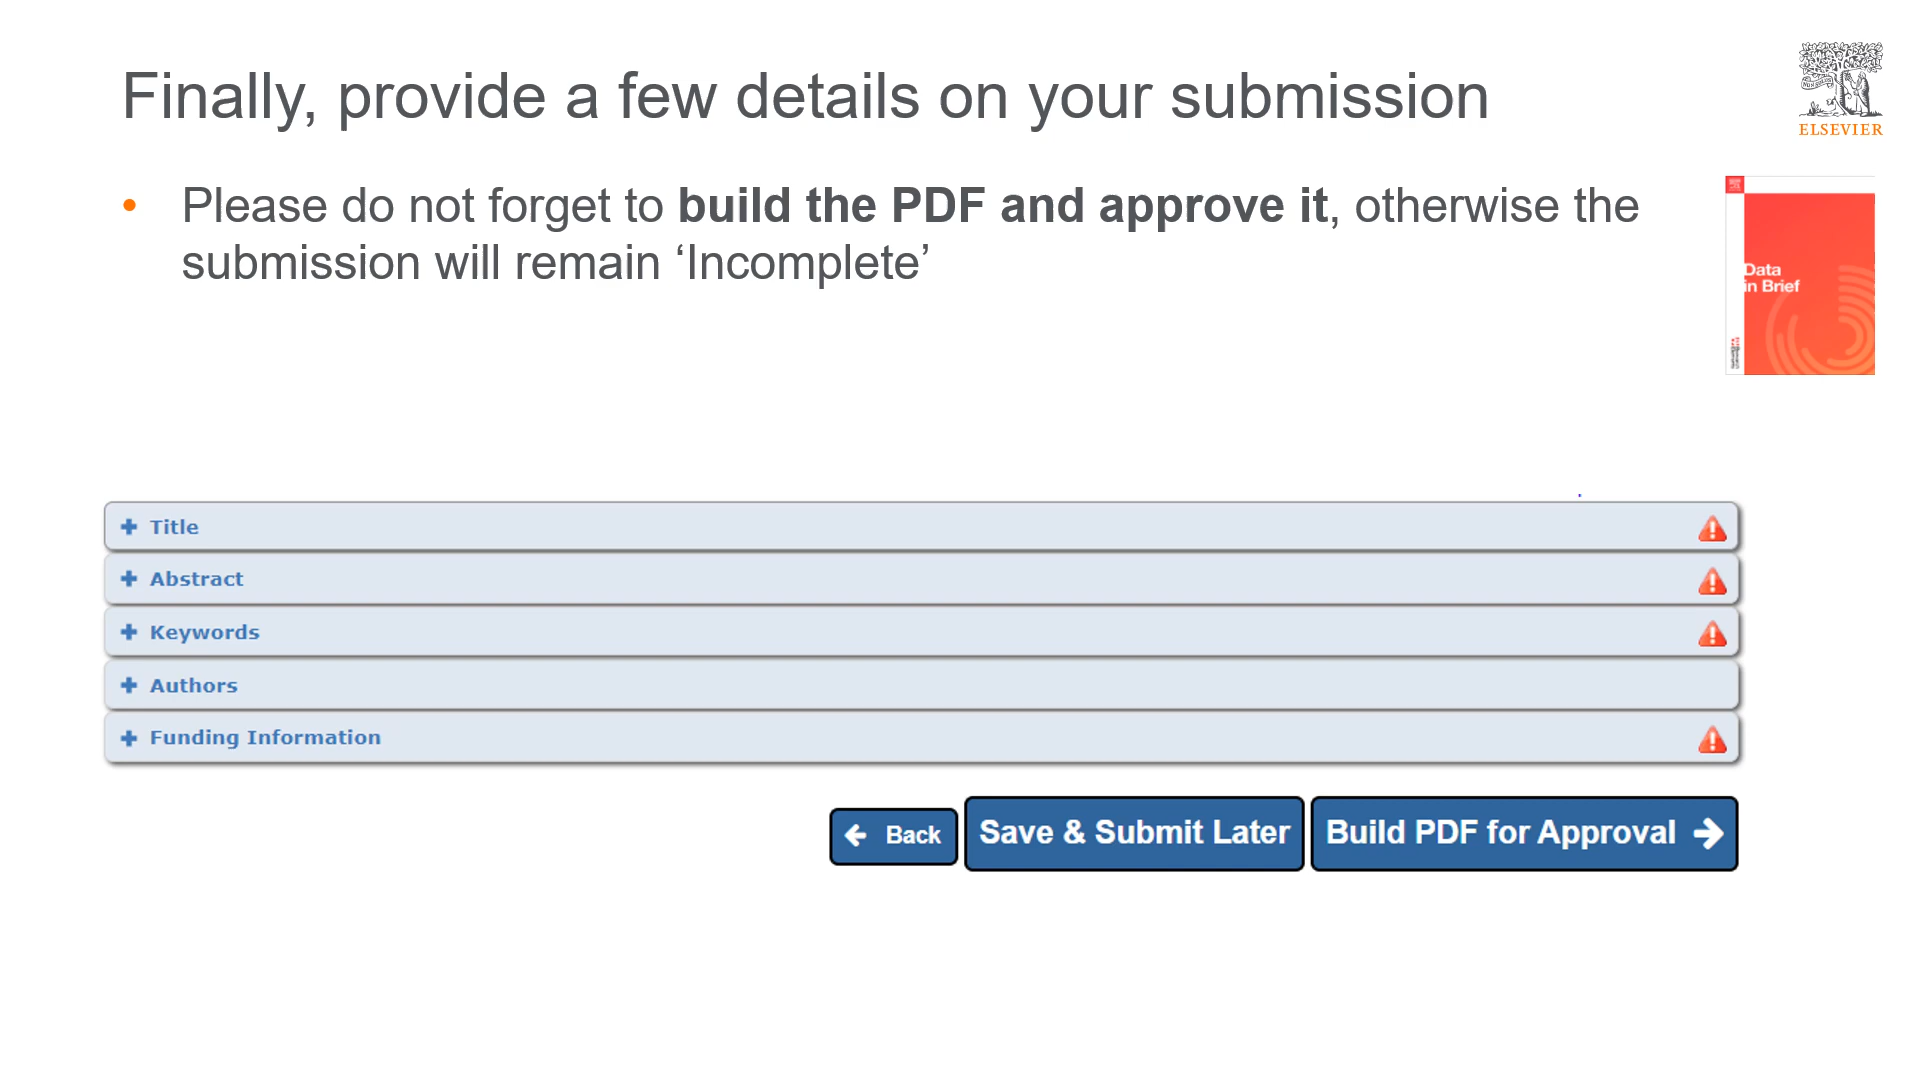 Finally, provide a few details on your submission
ELSEVIER
• Please do not forget to build the PDF and approve it, otherwise the
submission will remain ‘Incomplete’
Data
in Brief
Title
Abstract
Keywords
Authors
Funding Information
Back
Save & Submit Later
Build PDF for Approval